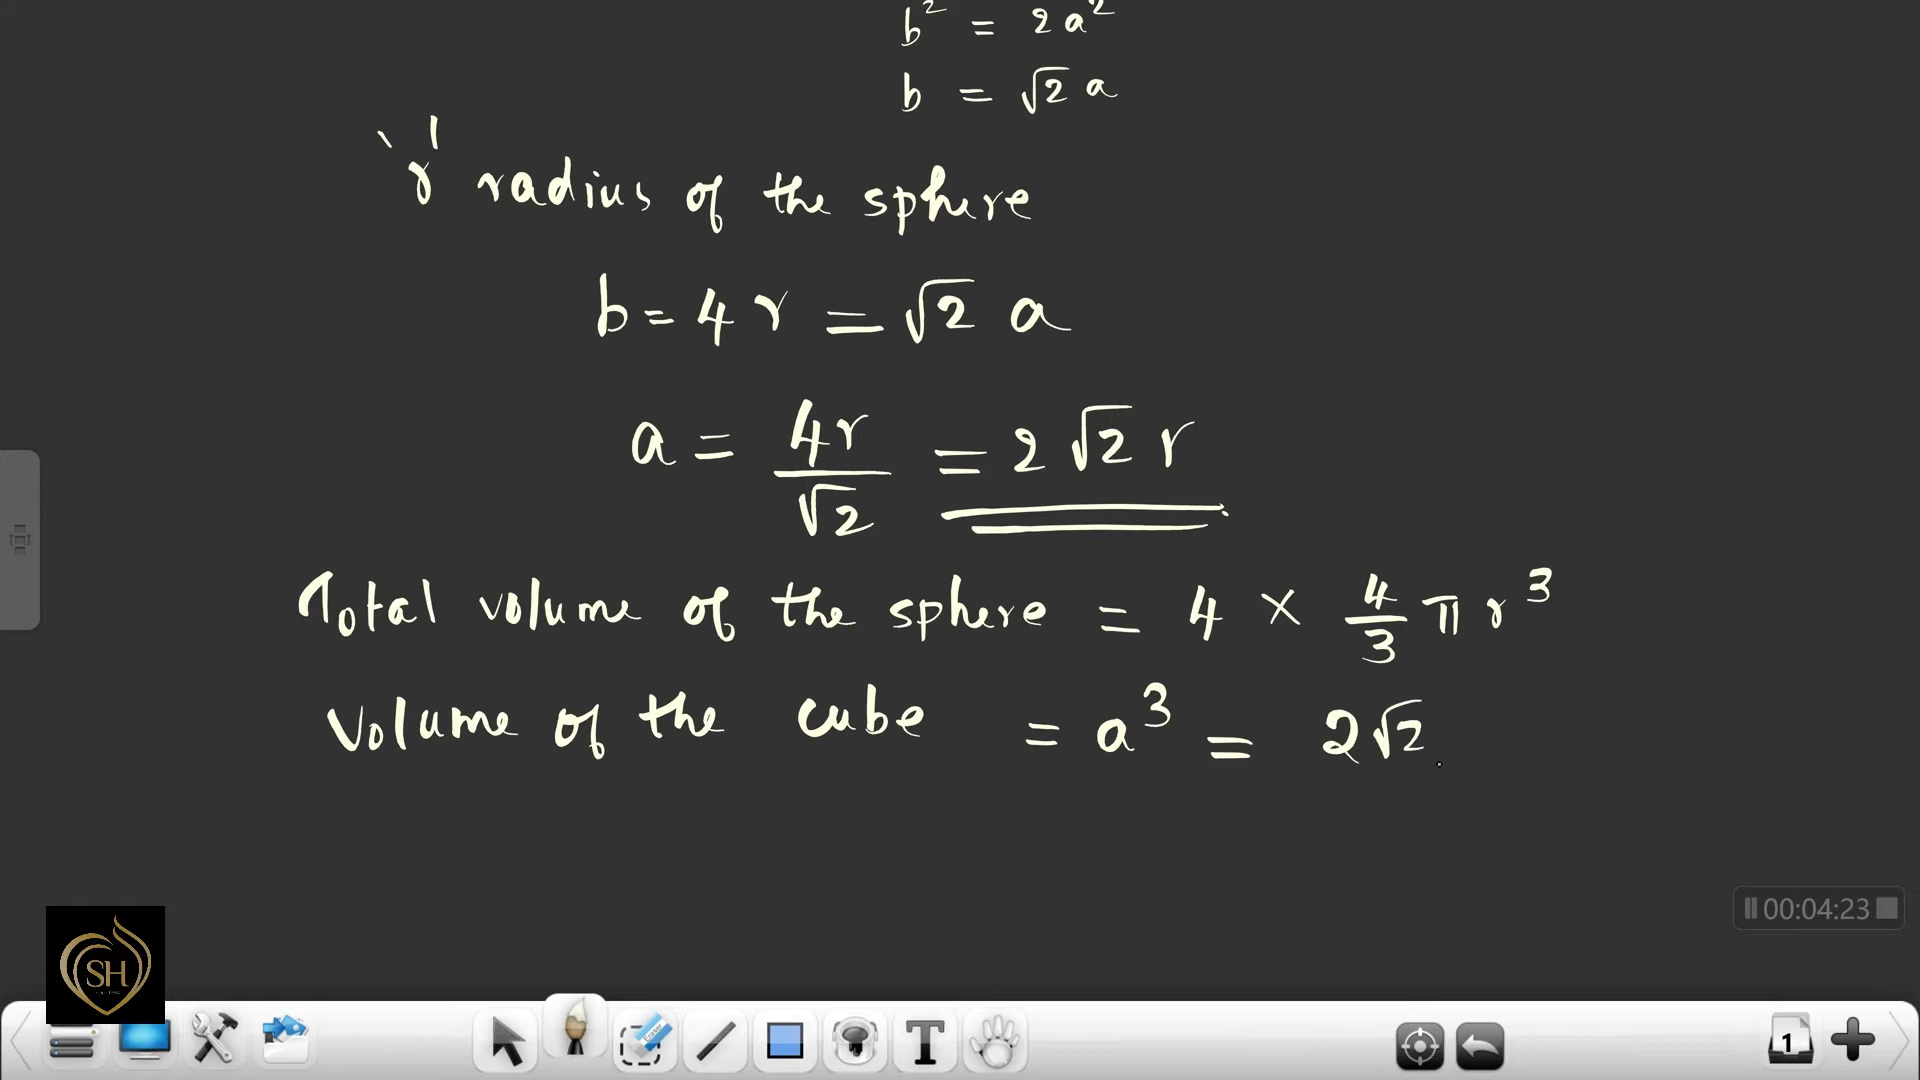 b² = 2a²
b = √2 a
'r' radius of the sphere
b = 4r = √2 a
a = 4r/√2 = 2√2 r
Total volume of the sphere = 4 × 4/3 π r³
Volume of the cube = a³ = 2√2
00:04:23
SH
T
1